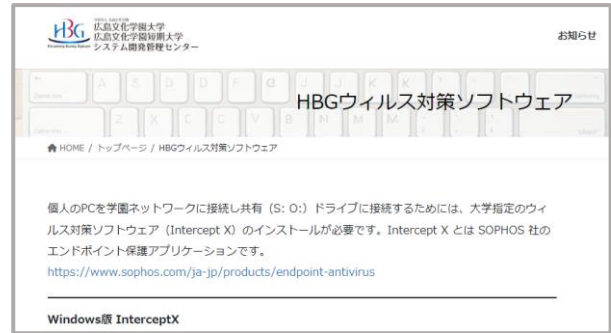 HBG
広島文化学園大学
広島文化学園短期大学
システム開発管理センター
お知らせ
HBGウィルス対策ソフトウェア
HOME / トップページ / HBGウィルス対策ソフトウェア
個人のPCを学園ネットワークに接続し共有（S: O:）ドライブに接続するためには、大学指定のウィ
ルス対策ソフトウェア（Intercept X）のインストールが必要です。Intercept X とは SOPHOS 社の
エンドポイント保護アプリケーションです。
https://www.sophos.com/ja-jp/products/endpoint-antivirus
Windows版 InterceptX